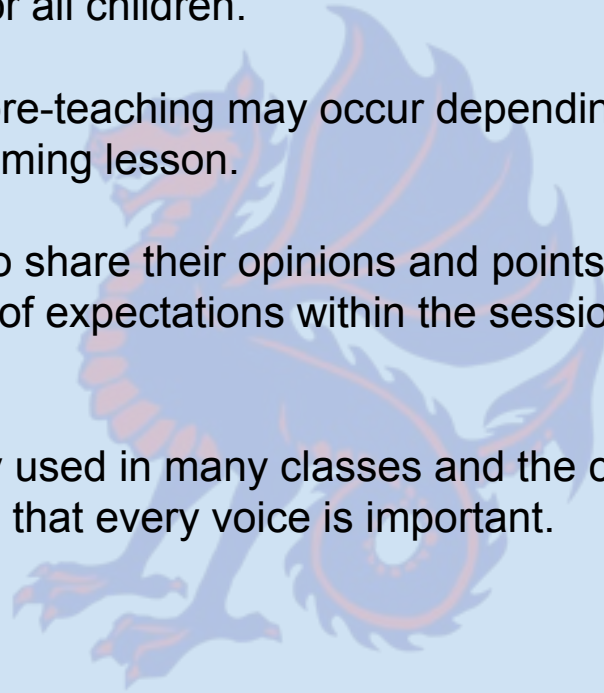 or all children.
re-teaching may occur dependin
ming lesson.
o share their opinions and points
of expectations within the sessio
used in many classes and the
that every voice is important.